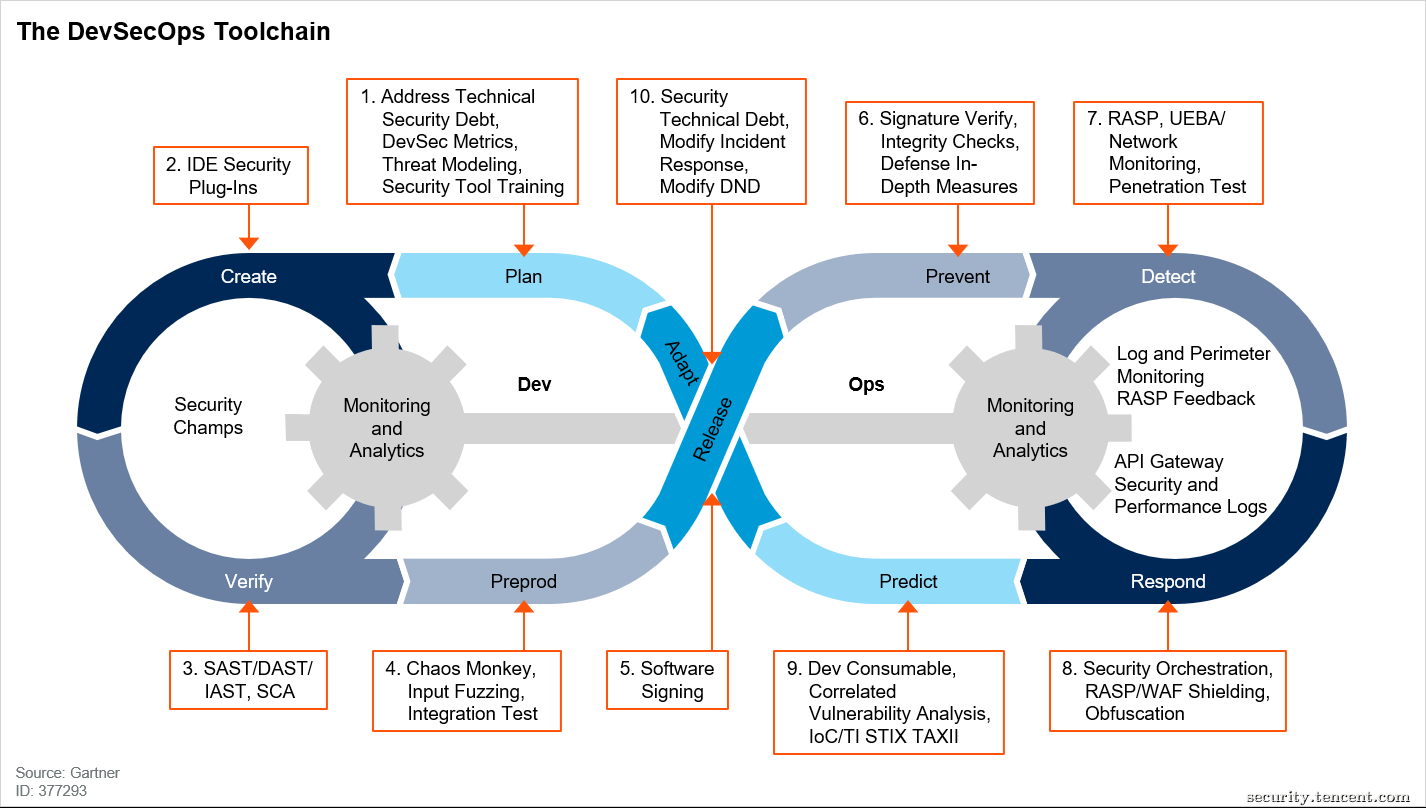 The DevSecOps Toolchain
1. Address Technical
Security Debt,
DevSec Metrics,
Threat Modeling,
Security Tool Training
10. Security
Technical Debt,
Modify Incident
Response,
Modify DND
6. Signature Verify,
Integrity Checks,
Defense In-
Depth Measures
7. RASP, UEBA/
Network
Monitoring,
Penetration Test
2. IDE Security
Plug-Ins
Create
Plan
Prevent
Detect
Adapt
Release
Dev
Ops
Security
Champs
Monitoring
and
Analytics
Monitoring
and
Analytics
Log and Perimeter
Monitoring
RASP Feedback
API Gateway
Security and
Performance Logs
Verify
Preprod
Predict
Respond
3. SAST/DAST/
IAST, SCA
4. Chaos Monkey,
Input Fuzzing,
Integration Test
5. Software
Signing
9. Dev Consumable,
Correlated
Vulnerability Analysis,
IoC/TI STIX TAXII
8. Security Orchestration,
RASP/WAF Shielding,
Obfuscation
Source: Gartner
ID: 377293
security.tencent.com